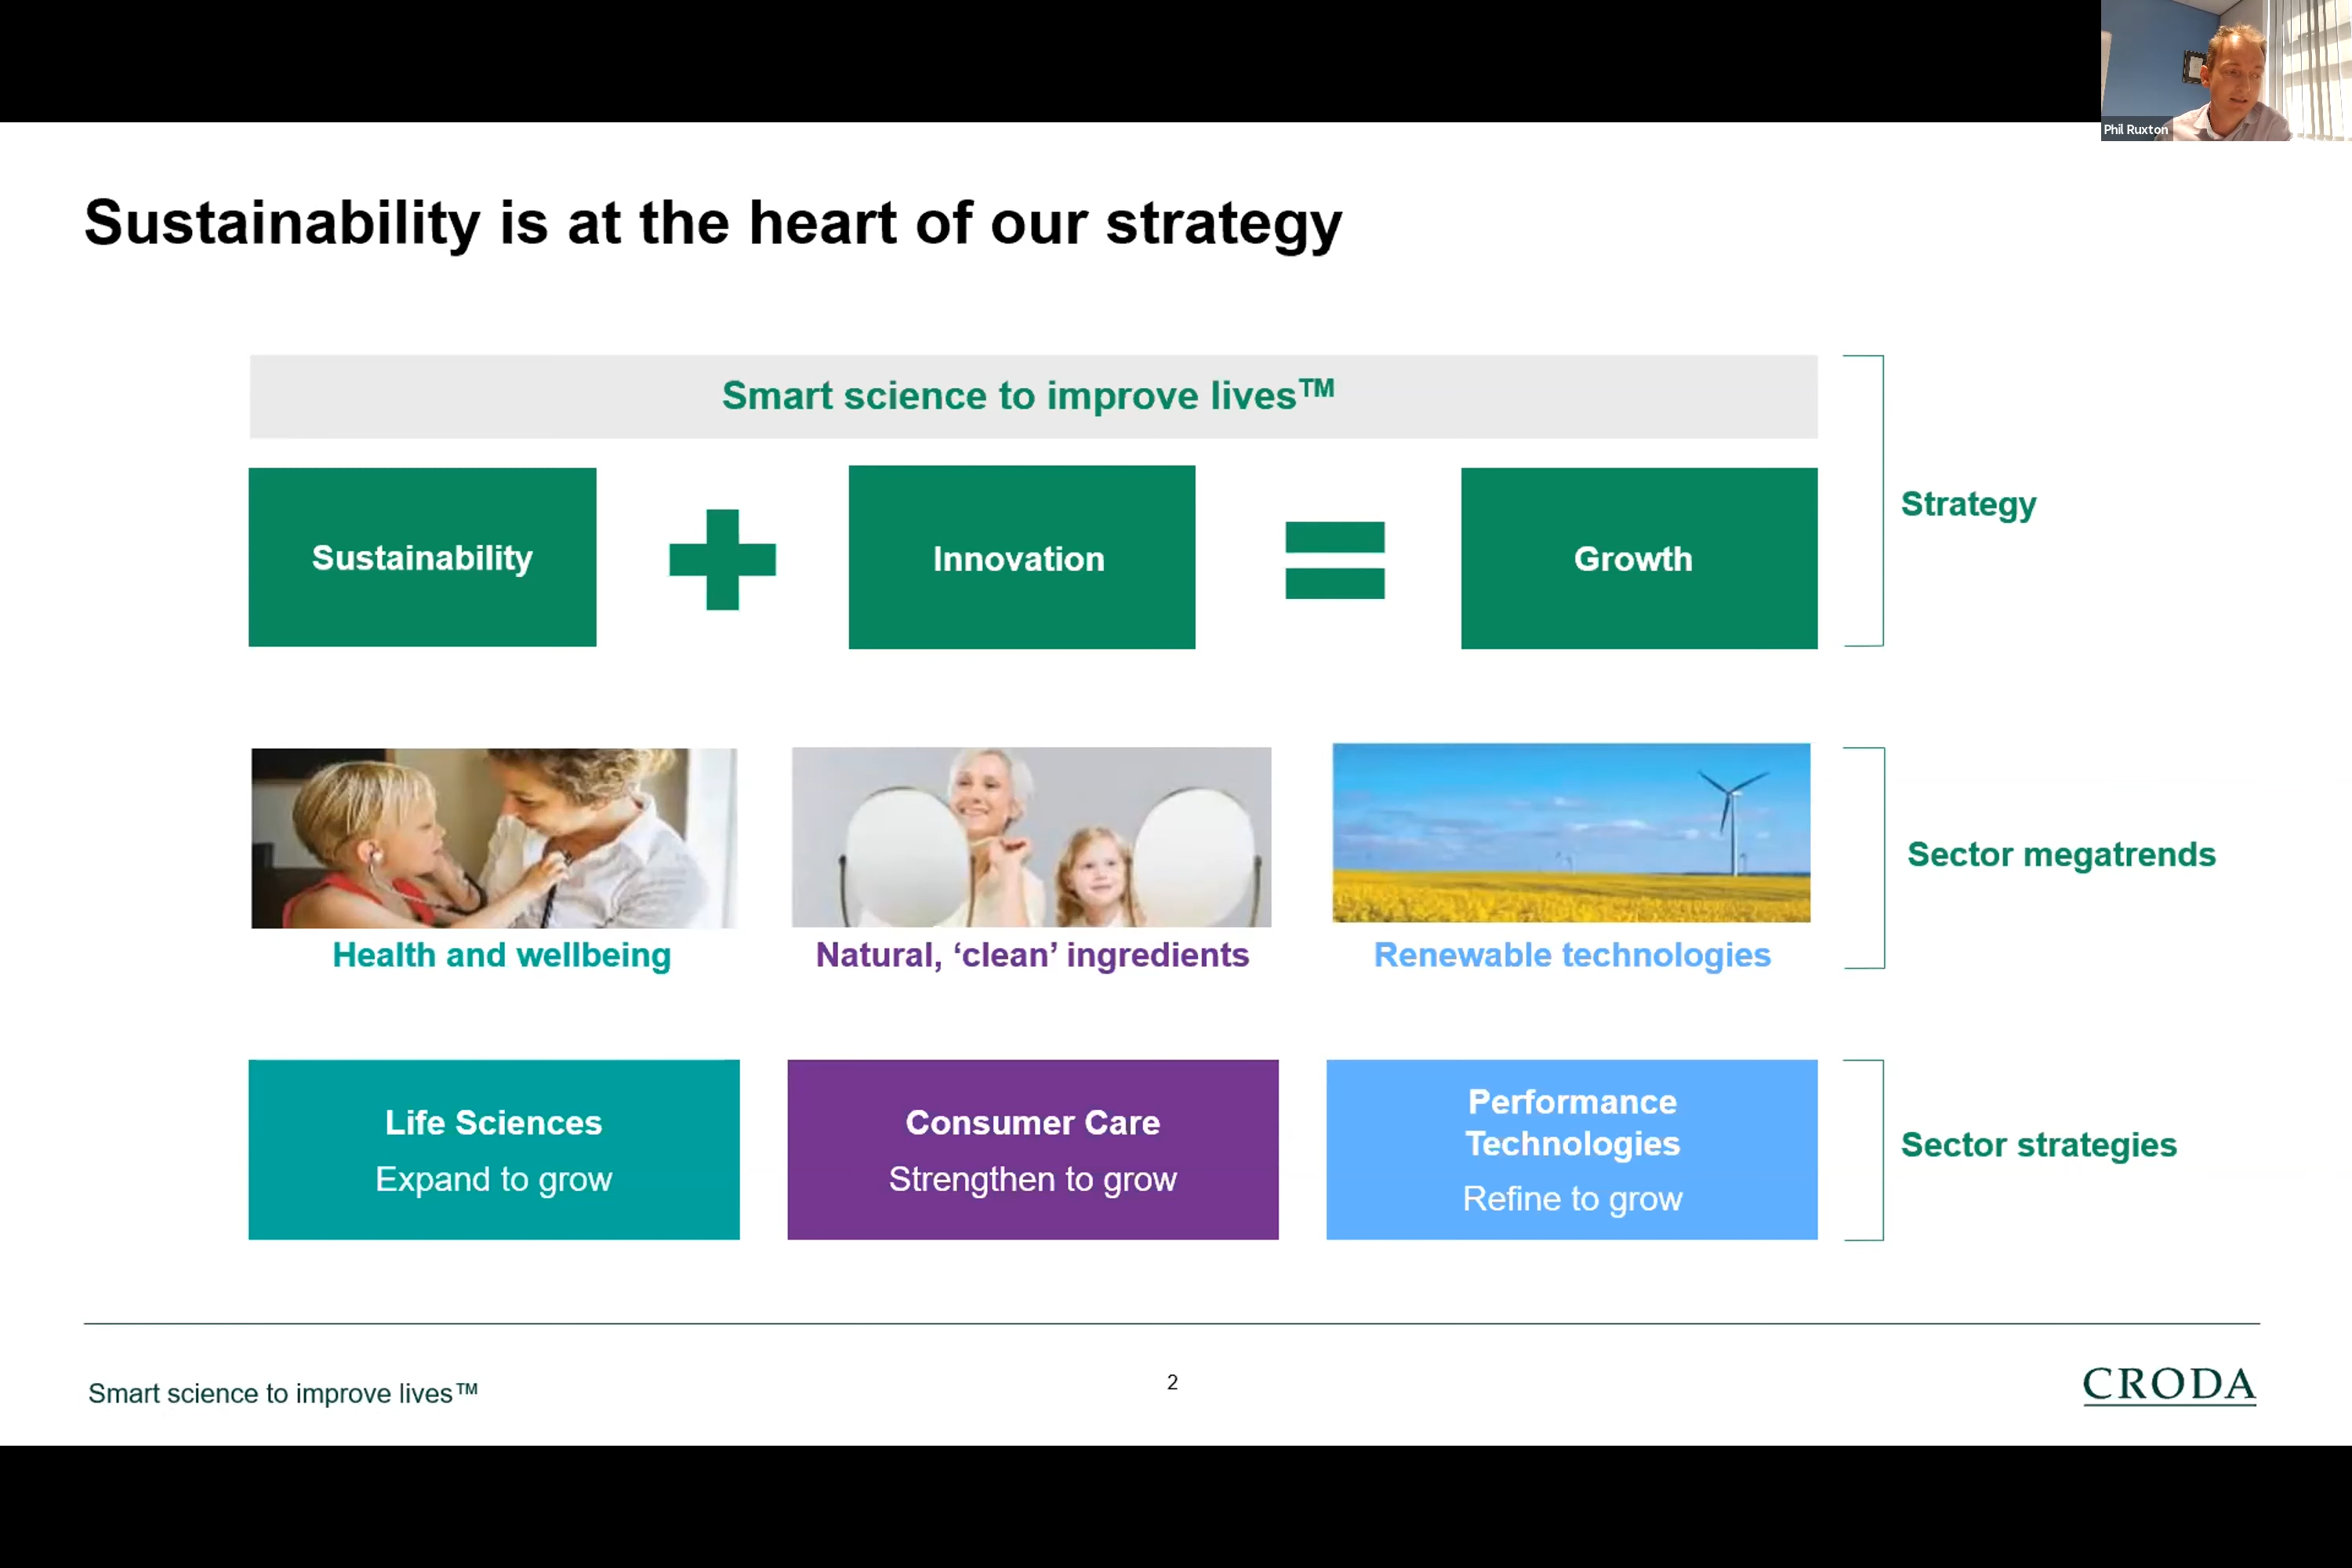 Phil Ruxton
Sustainability is at the heart of our strategy
Smart science to improve lives™
Sustainability
Innovation
Growth
Strategy
Health and wellbeing
Natural, ‘clean’ ingredients
Renewable technologies
Sector megatrends
Life Sciences
Expand to grow
Consumer Care
Strengthen to grow
Performance
Technologies
Refine to grow
Sector strategies
Smart science to improve lives™
2
CRODA